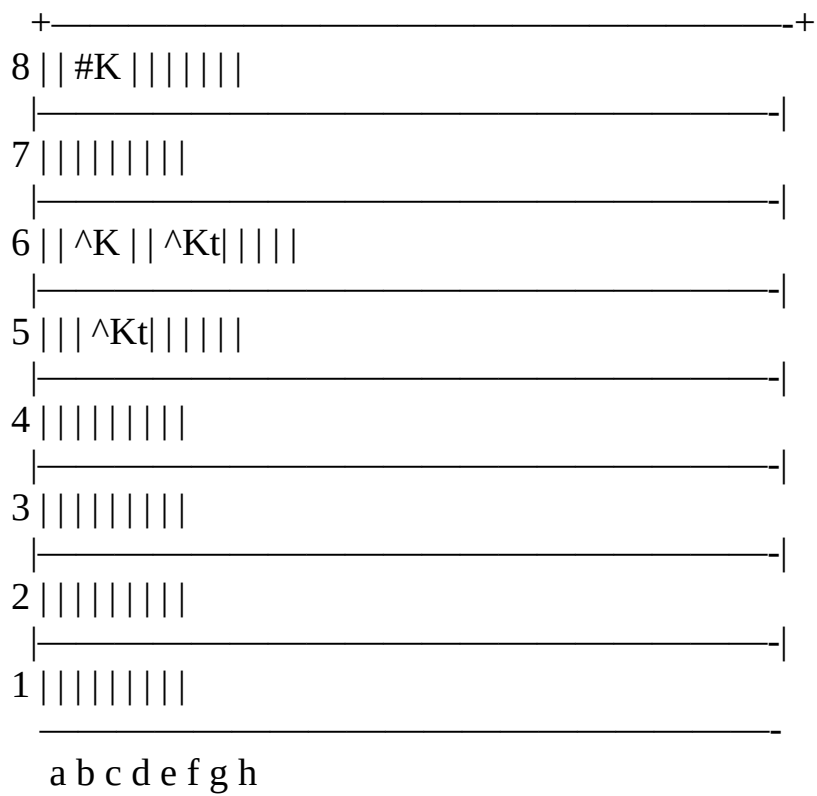 +———————————————————-+
8 | | #K | | | | | | |
|———————————————————-|
7 | | | | | | | | |
|———————————————————-|
6 | | ^K | | ^Kt| | | | |
|———————————————————-|
5 | | | ^Kt| | | | | |
|———————————————————-|
4 | | | | | | | | |
|———————————————————-|
3 | | | | | | | | |
|———————————————————-|
2 | | | | | | | | |
|———————————————————-|
1 | | | | | | | | |
———————————————————-
a b c d e f g h